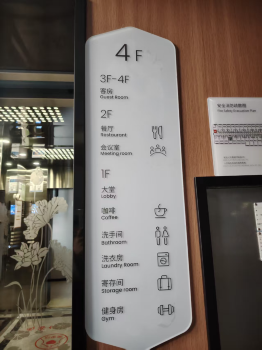 4 F
3F-4F
客房
Guest Room
2F
餐厅
Restaurant
会议室
Meeting room
1F
大堂
Lobby
咖啡
Coffee
洗手间
Bathroom
洗衣房
Laundry Room
寄存间
Storage room
健身房
Gym